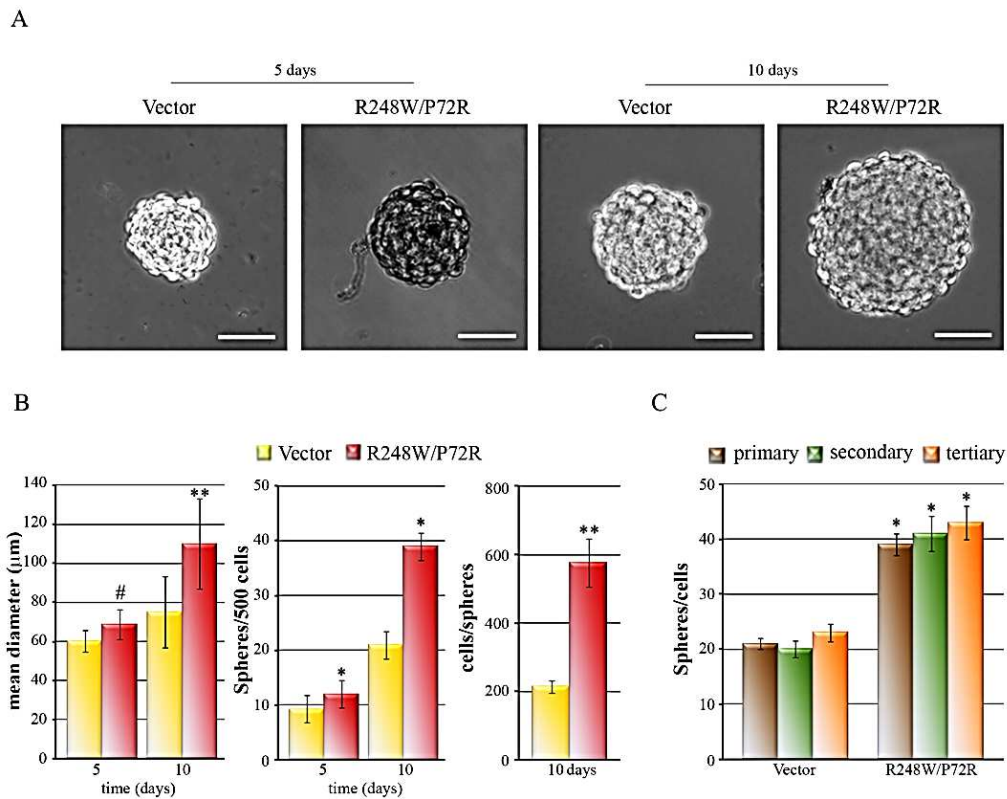 A
5 days
10 days
Vector
R248W/P72R
Vector
R248W/P72R
B
Vector
R248W/P72R
mean diameter (µm)
140
120
100
80
60
40
20
0
#
**
5
10
time (days)
Spheres/500 cells
50
40
30
20
10
0
*
*
5
10
time (days)
cells/spheres
800
600
400
200
0
**
10 days
C
primary
secondary
tertiary
Spheres/cells
50
40
30
20
10
0
*
*
*
Vector
R248W/P72R